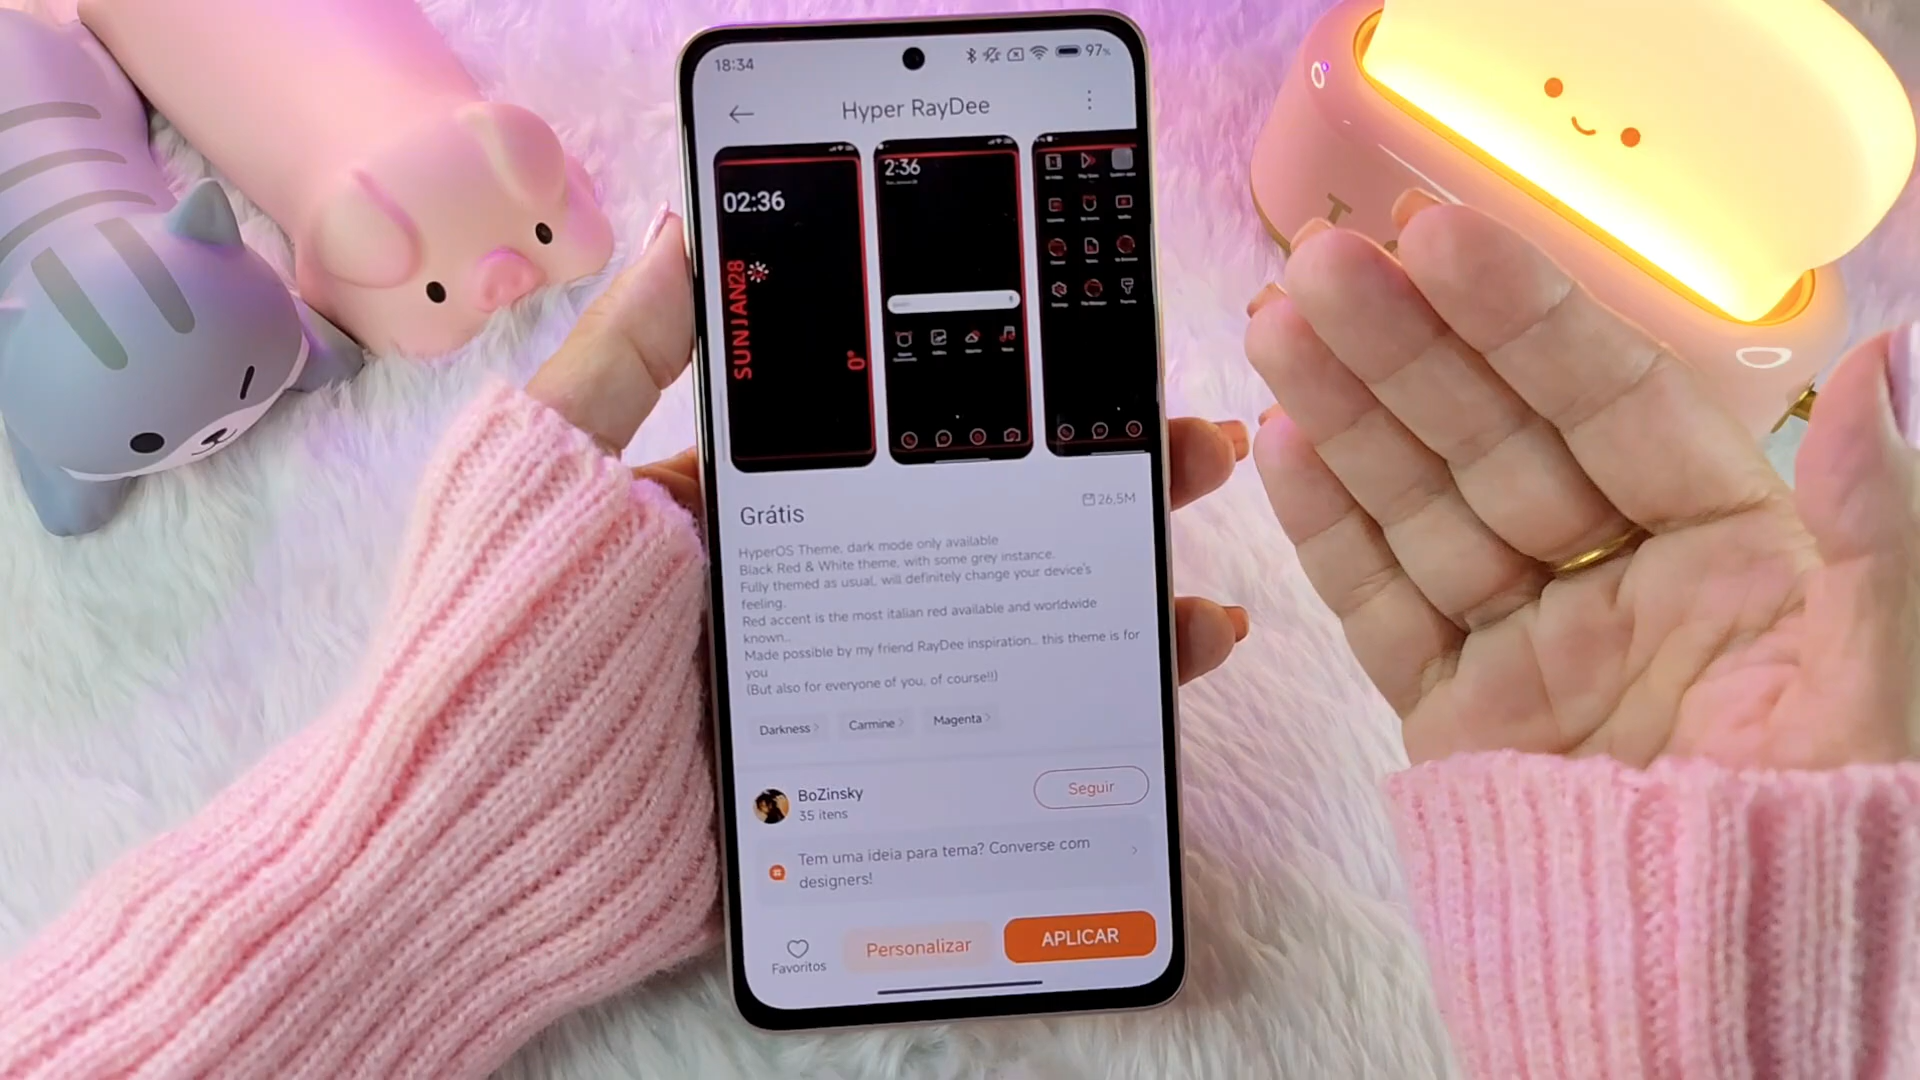 18:34
97%
Hyper RayDee
02:36
SUN JAN28
0°
2:36
Grátis
26,5M
HyperOS Theme, dark mode only available
Black Red & White theme, with some grey instance.
Fully themed as usual, will definitely change your device's
feeling.
Red accent is the most italian red available and worldwide
known..
Made possible by my friend RayDee inspiration.. this theme is for
you
(But also for everyone of you, of course!!)
Darkness
Carmine
Magenta
BoZinsky
35 itens
Seguir
Tem uma ideia para tema? Converse com
designers!
Favoritos
Personalizar
APLICAR